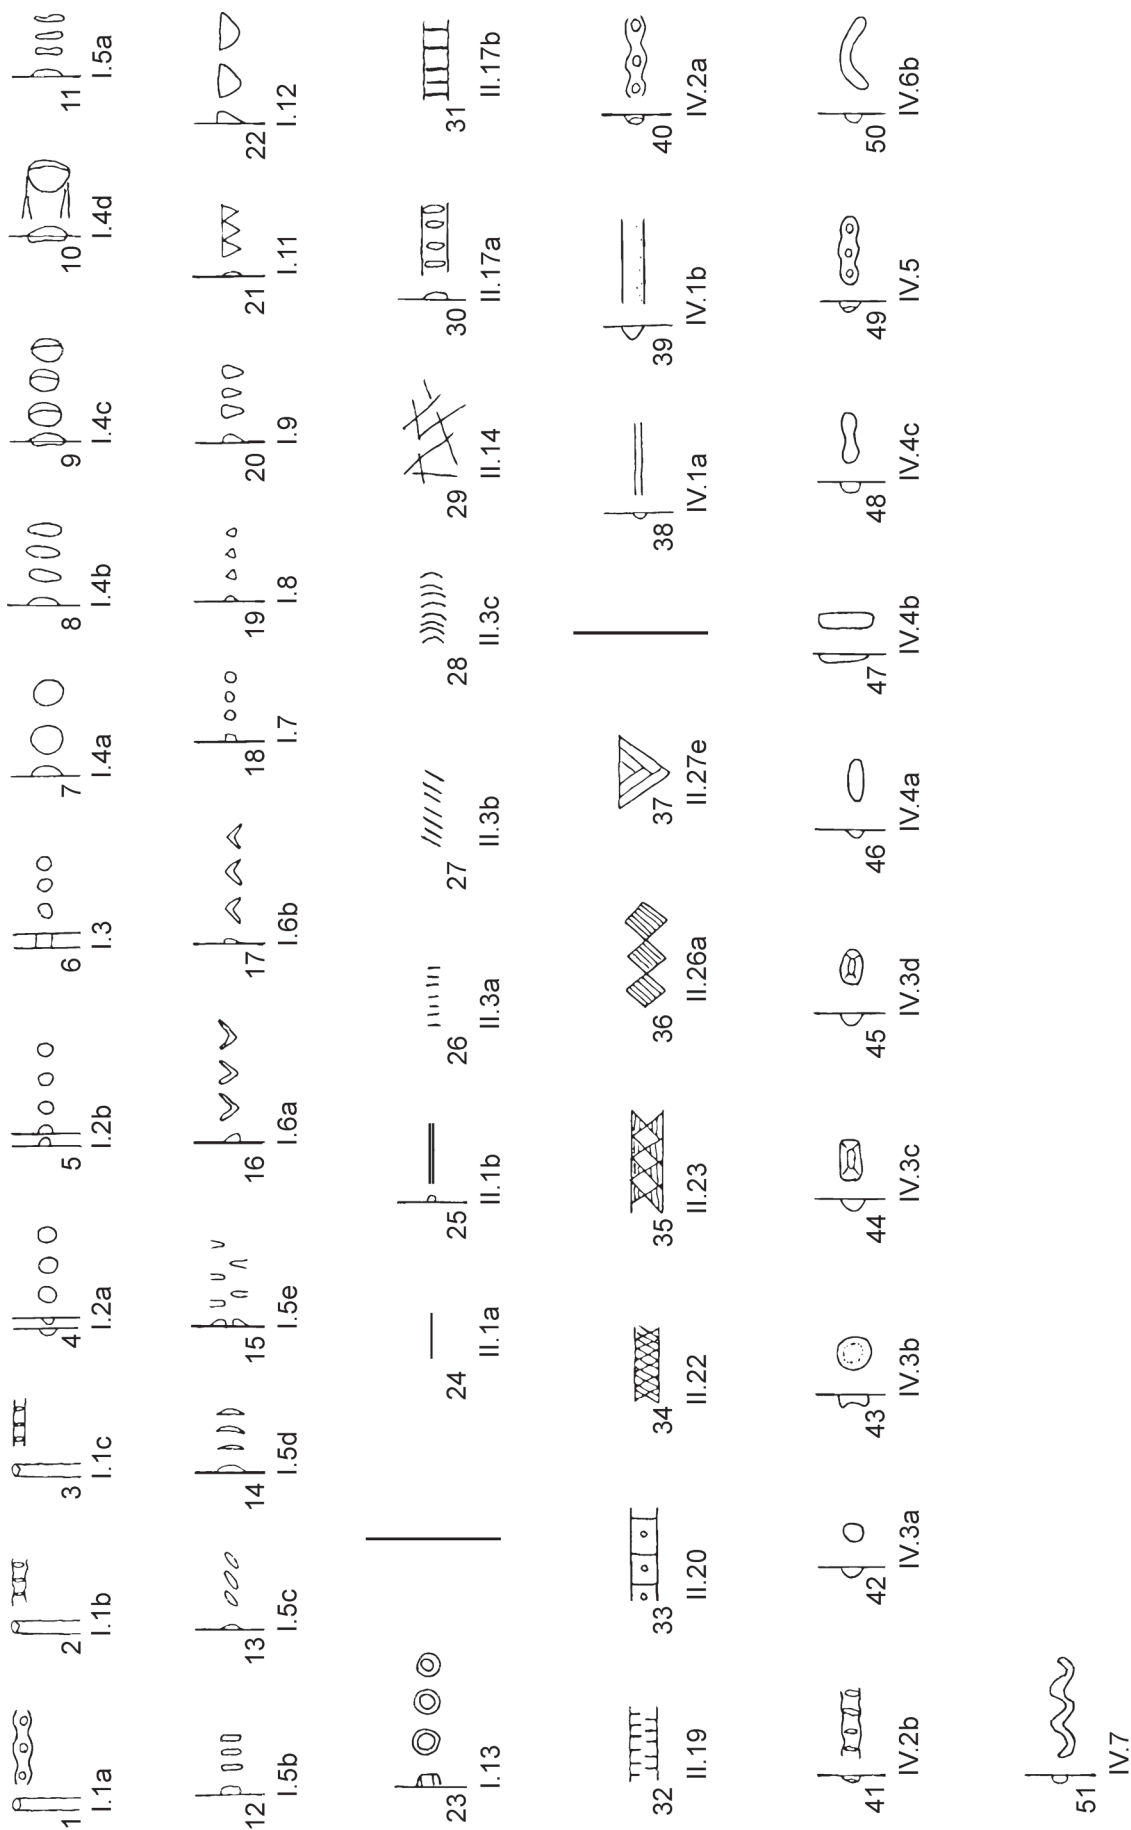 1 2 3 4 5 6 7 8 9 10 11
I.1a I.1b I.1c I.2a I.2b I.3 I.4a I.4b I.4c I.4d I.5a
12 13 14 15 16 17 18 19 20 21 22
I.5b I.5c I.5d I.5e I.6a I.6b I.7 I.8 I.9 I.11 I.12
23 24 25 26 27 28 29 30 31
I.13 II.1a II.1b II.3a II.3b II.3c II.14 II.17a II.17b
32 33 34 35 36 37 38 39 40
II.19 II.20 II.22 II.23 II.26a II.27e IV.1a IV.1b IV.2a
41 42 43 44 45 46 47 48 49 50
IV.2b IV.3a IV.3b IV.3c IV.3d IV.4a IV.4b IV.4c IV.5 IV.6b
51
IV.7